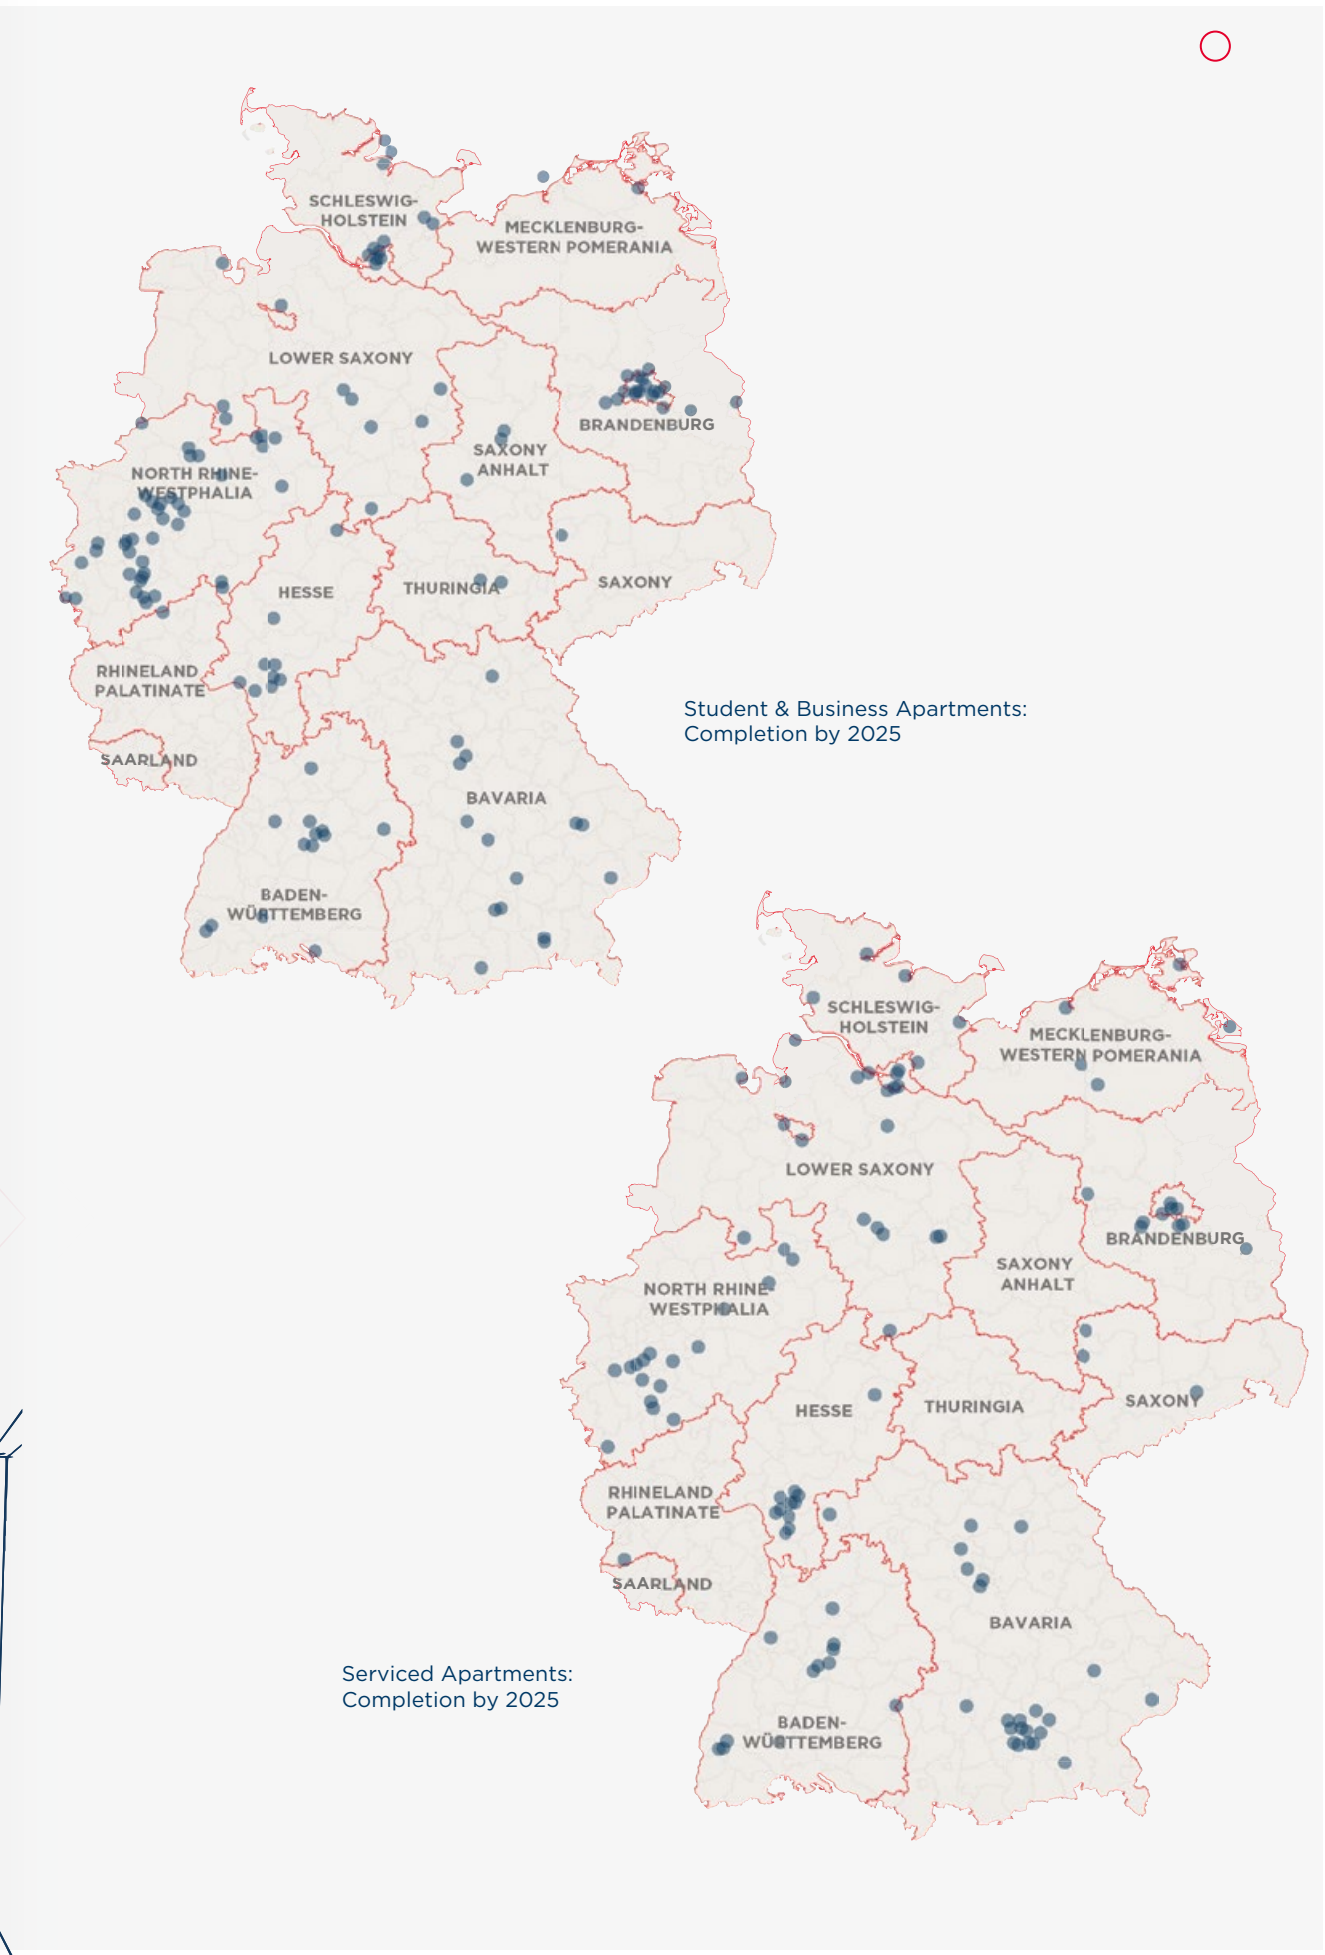 SCHLESWIG-
HOLSTEIN
MECKLENBURG-
WESTERN POMERANIA
LOWER SAXONY
BRANDENBURG
SAXONY
ANHALT
NORTH RHINE-
WESTPHALIA
HESSE
THURINGIA
SAXONY
RHINELAND
PALATINATE
SAARLAND
BAVARIA
BADEN-
WÜRTTEMBERG
Student & Business Apartments:
Completion by 2025
SCHLESWIG-
HOLSTEIN
MECKLENBURG-
WESTERN POMERANIA
LOWER SAXONY
BRANDENBURG
SAXONY
ANHALT
NORTH RHINE-
WESTPHALIA
HESSE
THURINGIA
SAXONY
RHINELAND
PALATINATE
SAARLAND
BAVARIA
BADEN-
WÜRTTEMBERG
Serviced Apartments:
Completion by 2025